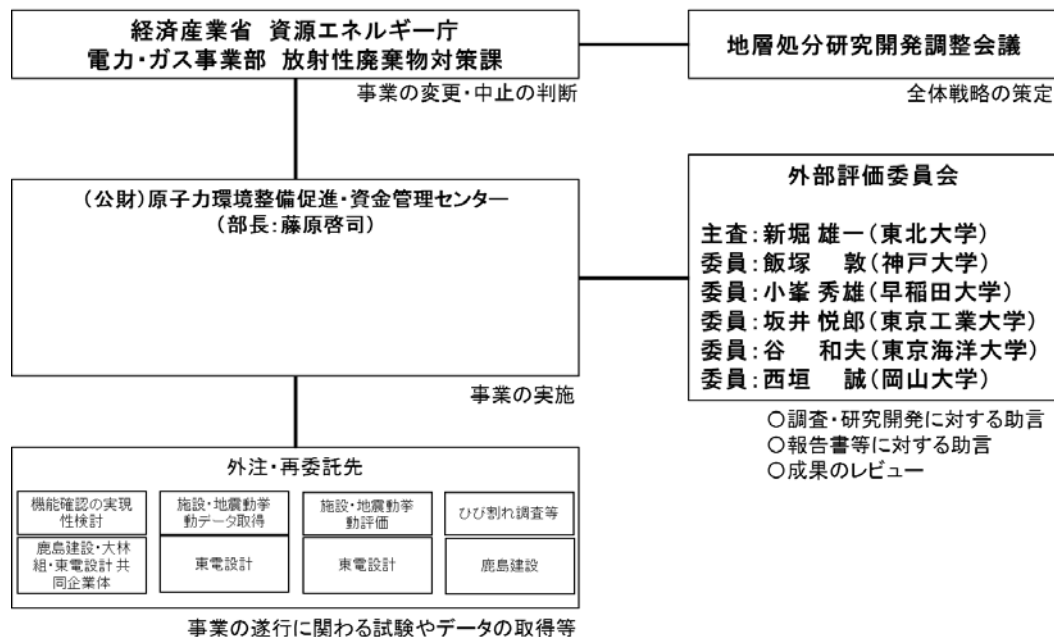 経済産業省 資源エネルギー庁
電力・ガス事業部 放射性廃棄物対策課
事業の変更・中止の判断
地層処分研究開発調整会議
全体戦略の策定
(公財)原子力環境整備促進・資金管理センター
(部長:藤原啓司)
事業の実施
外部評価委員会
主査:新堀 雄一(東北大学)
委員:飯塚 敦(神戸大学)
委員:小峯 秀雄(早稲田大学)
委員:坂井 悦郎(東京工業大学)
委員:谷 和夫(東京海洋大学)
委員:西垣 誠(岡山大学)
○調査・研究開発に対する助言
○報告書等に対する助言
○成果のレビュー
外注・再委託先
機能確認の実現
性検討
鹿島建設・大林
組・東電設計 共
同企業体
施設・地震動挙
動データ取得
東電設計
施設・地震動挙
動評価
東電設計
ひび割れ調査等
鹿島建設
事業の遂行に関わる試験やデータの取得等